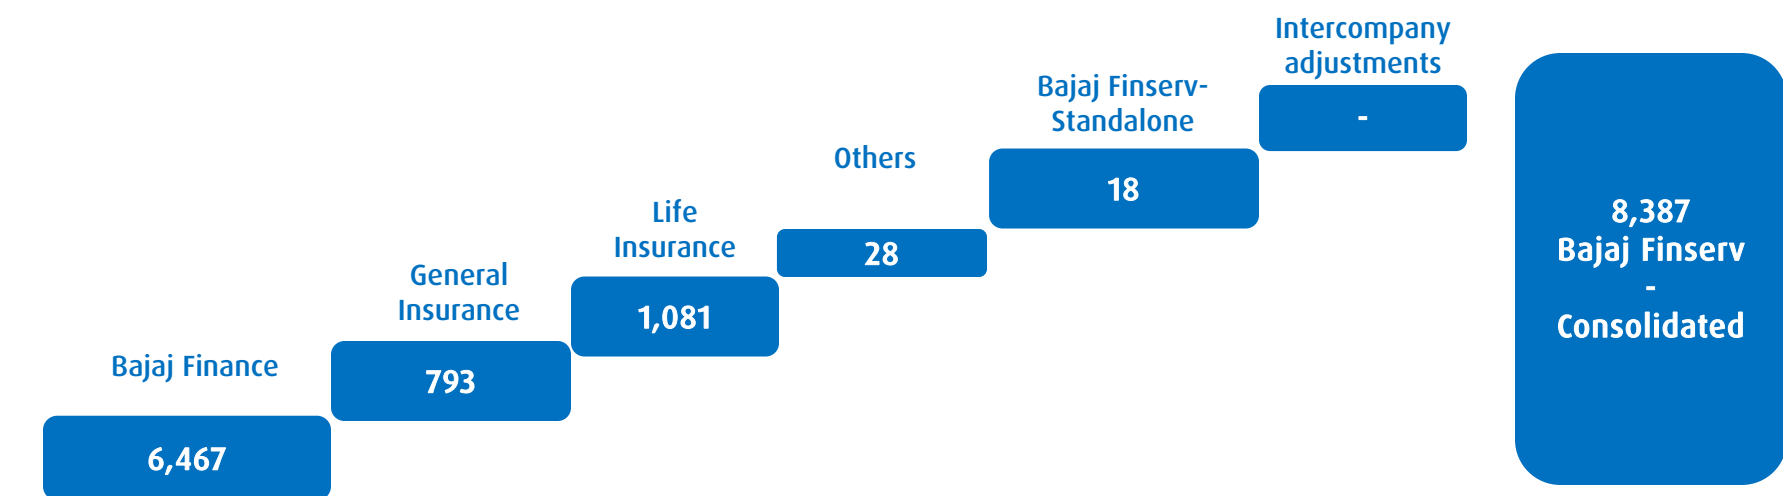 Bajaj Finance
6,467
General
Insurance
793
Life
Insurance
1,081
Others
28
Bajaj Finserv-
Standalone
18
Intercompany
adjustments
-
8,387
Bajaj Finserv
-
Consolidated